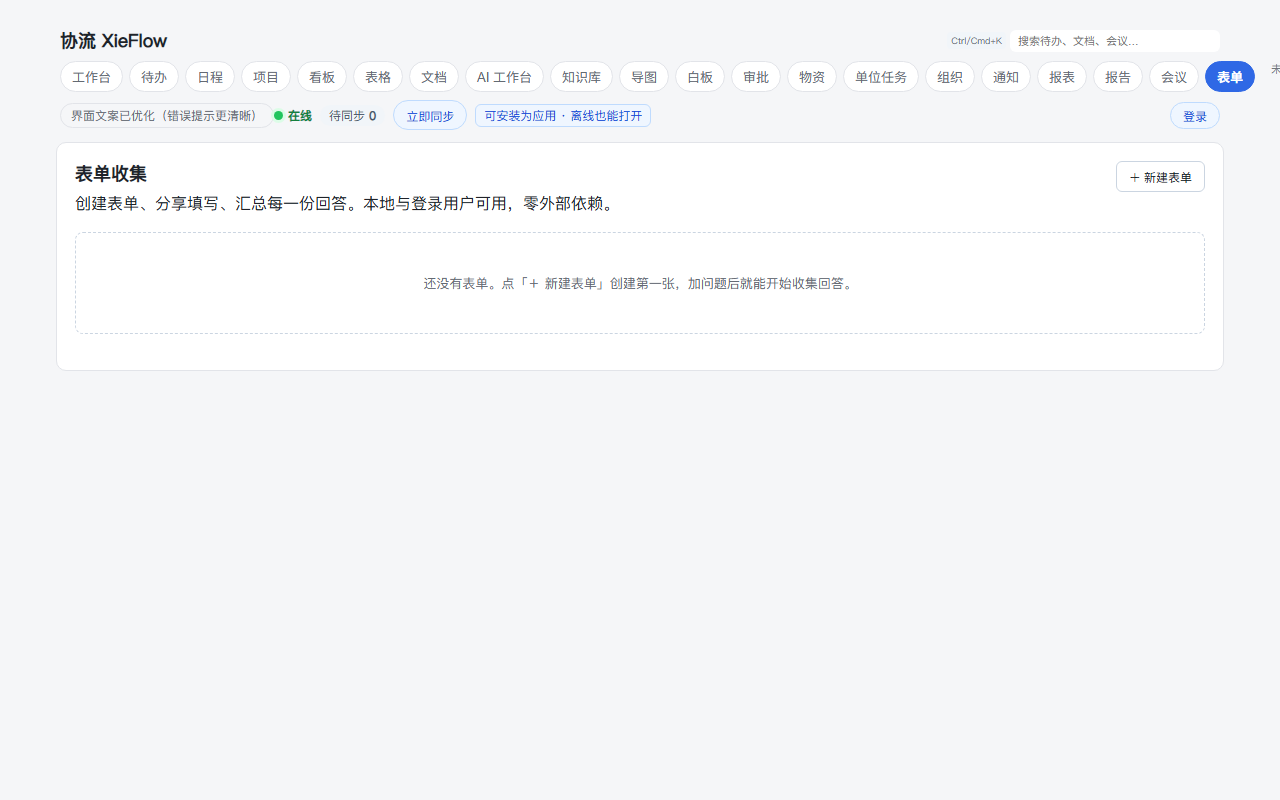 协流 XieFlow
Ctrl/Cmd+K 搜索待办、文档、会议...
工作台 待办 日程 项目 看板 表格 文档 AI 工作台 知识库 导图 白板 审批 物资 单位任务 组织 通知 报表 报告 会议 表单 未
界面文案已优化（错误提示更清晰） 在线 待同步 0 立即同步 可安装为应用 · 离线也能打开 登录
表单收集
＋ 新建表单
创建表单、分享填写、汇总每一份回答。本地与登录用户可用，零外部依赖。
还没有表单。点「＋ 新建表单」创建第一张，加问题后就能开始收集回答。